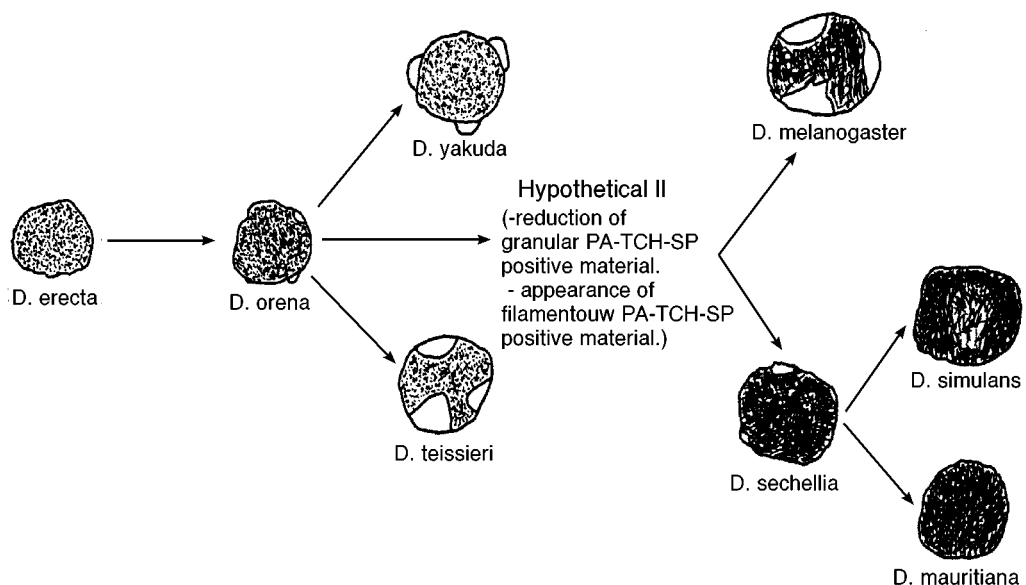 D. yakuda
D. melanogaster
Hypothetical II
(-reduction of
granular PA-TCH-SP
positive material.
- appearance of
filamentouw PA-TCH-SP
positive material.)
D. erecta
D. orena
D. simulans
D. teissieri
D. sechellia
D. mauritiana